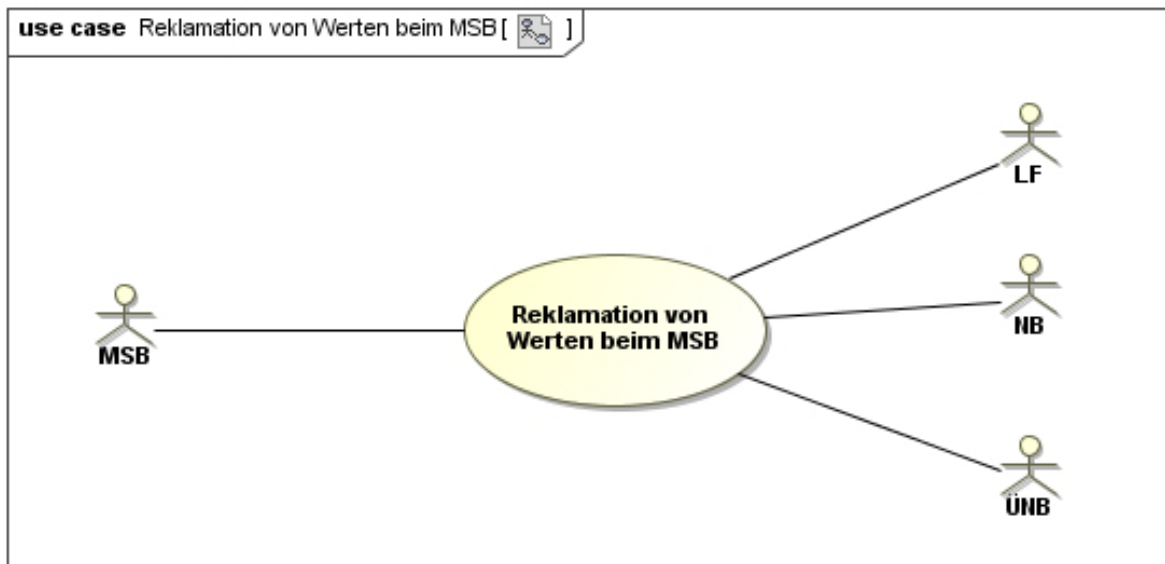 use case Reklamation von Werten beim MSB [ ]
LF
Reklamation von
Werten beim MSB
NB
MSB
ÜNB